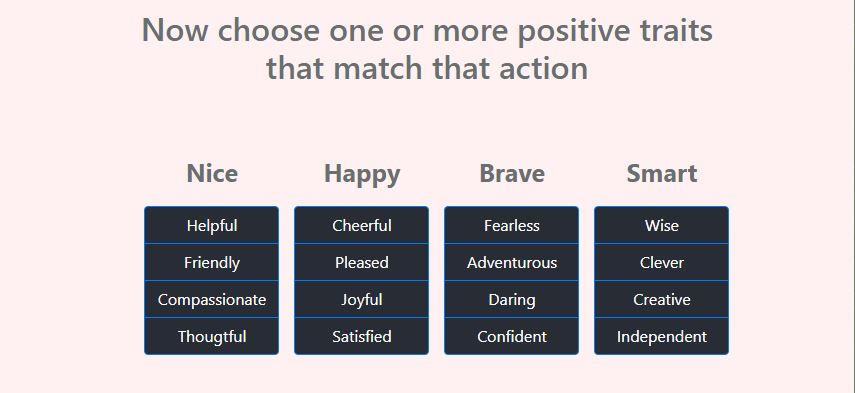 Now choose one or more positive traits
that match that action
Nice Happy Brave Smart
Helpful Cheerful Fearless Wise
Friendly Pleased Adventurous Clever
Compassionate Joyful Daring Creative
Thougtful Satisfied Confident Independent